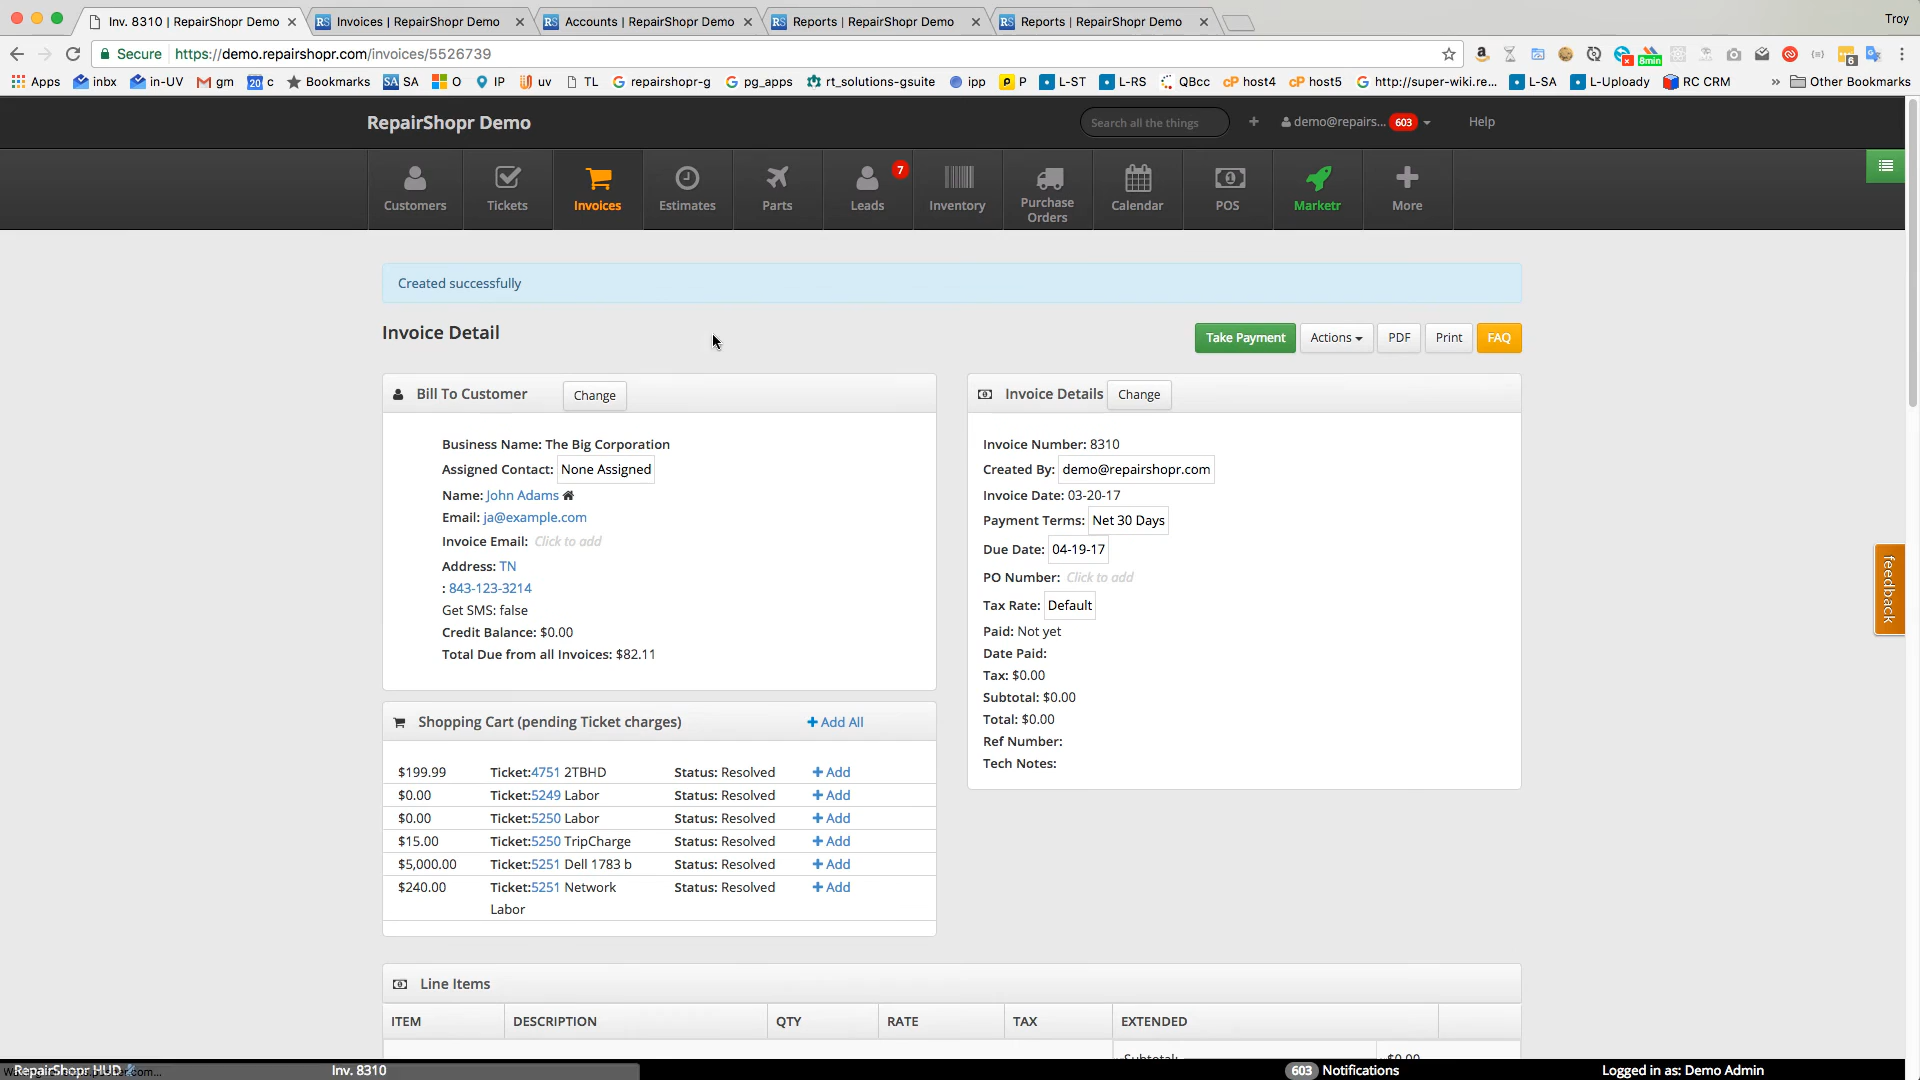 Inv. 8310 | RepairShopr Demo
Invoices | RepairShopr Demo
Accounts | RepairShopr Demo
Reports | RepairShopr Demo
Reports | RepairShopr Demo
Troy
Secure https://demo.repairshopr.com/invoices/5526739
Apps inbx in-UV gm 20 c Bookmarks SA SA O IP uv TL repairshopr-g pg_apps rt_solutions-gsuite ipp P L-ST L-RS QBcc cP host4 cP host5 http://super-wiki.re... L-SA L-Uploady RC CRM » Other Bookmarks
RepairShopr Demo
Search all the things
demo@repairs... 603
Help
Customers
Tickets
Invoices
Estimates
Parts
7
Leads
Inventory
Purchase
Orders
Calendar
POS
Marketr
More
Created successfully
Invoice Detail
Take Payment
Actions
PDF
Print
FAQ
Bill To Customer Change
Business Name: The Big Corporation
Assigned Contact: None Assigned
Name: John Adams
Email: ja@example.com
Invoice Email: Click to add
Address: TN
: 843-123-3214
Get SMS: false
Credit Balance: $0.00
Total Due from all Invoices: $82.11
Invoice Details Change
Invoice Number: 8310
Created By: demo@repairshopr.com
Invoice Date: 03-20-17
Payment Terms: Net 30 Days
Due Date: 04-19-17
PO Number: Click to add
Tax Rate: Default
Paid: Not yet
Date Paid:
Tax: $0.00
Subtotal: $0.00
Total: $0.00
Ref Number:
Tech Notes:
feedback
Shopping Cart (pending Ticket charges) + Add All
$199.99 Ticket:4751 2TBHD Status: Resolved + Add
$0.00 Ticket:5249 Labor Status: Resolved + Add
$0.00 Ticket:5250 Labor Status: Resolved + Add
$15.00 Ticket:5250 TripCharge Status: Resolved + Add
$5,000.00 Ticket:5251 Dell 1783 b Status: Resolved + Add
$240.00 Ticket:5251 Network Status: Resolved + Add
Labor
Line Items
ITEM DESCRIPTION QTY RATE TAX EXTENDED
Subtotal: $0.00
RepairShopr HUD
Inv. 8310
603 Notifications
Logged in as: Demo Admin